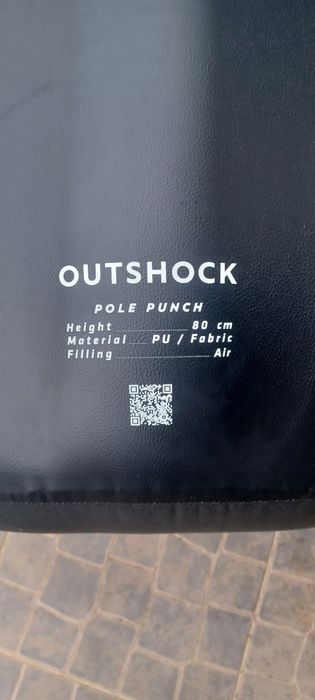 OUTSHOCK
POLE PUNCH
Height 80 cm
Material PU / Fabric
Filling Air